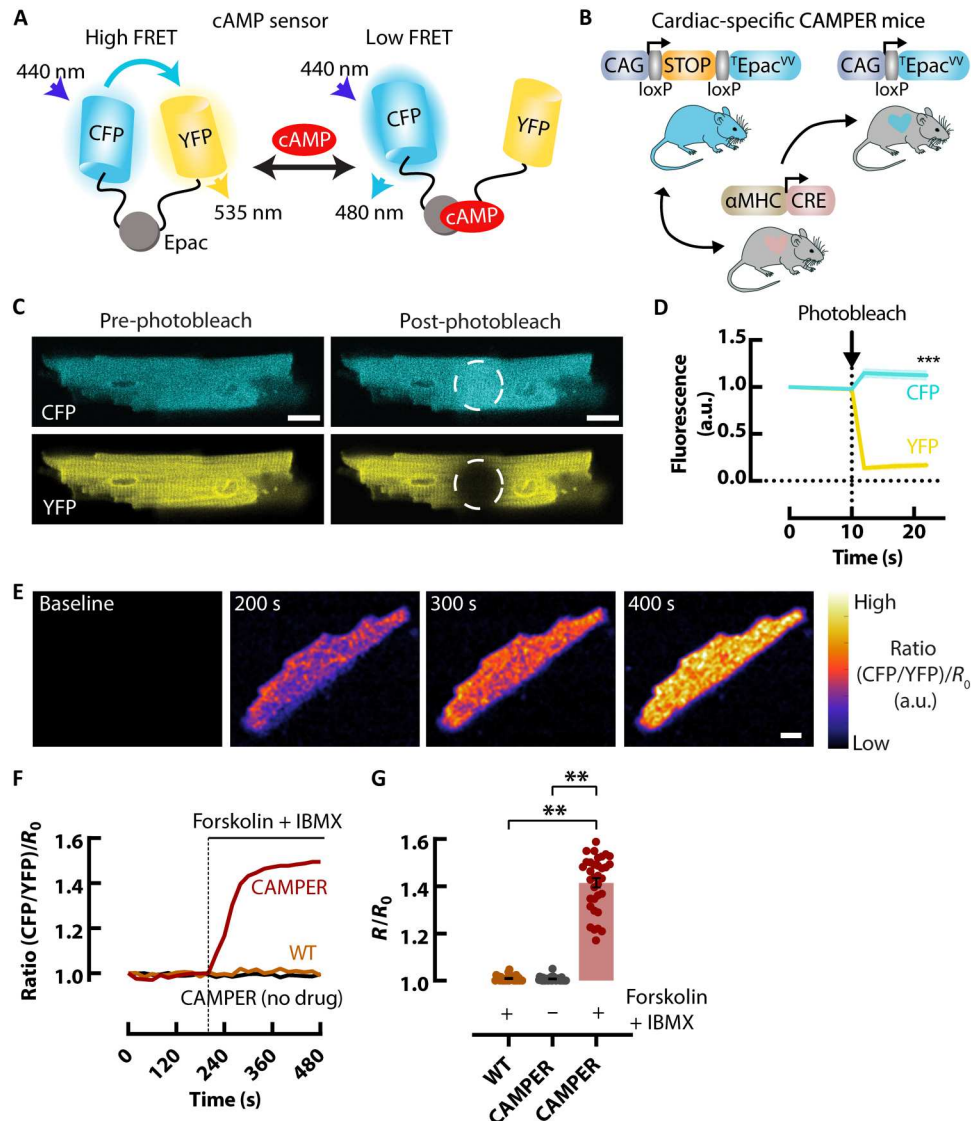 A
cAMP sensor
High FRET
Low FRET
440 nm
440 nm
CFP
YFP
cAMP
CFP
YFP
535 nm
480 nm
cAMP
Epac
B
Cardiac-specific CAMPER mice
CAG
STOP
TEpacVV
CAG
TEpacVV
loxP
loxP
loxP
αMHC
CRE
C
Pre-photobleach
Post-photobleach
CFP
YFP
D
Photobleach
Fluorescence
(a.u.)
1.5
1.0
0.5
0.0
***
CFP
YFP
0
10
20
Time (s)
E
Baseline
200 s
300 s
400 s
High
Ratio
(CFP/YFP)/R0
(a.u.)
Low
F
Forskolin + IBMX
Ratio (CFP/YFP)/R0
1.6
1.4
1.2
1.0
CAMPER
WT
CAMPER (no drug)
0
120
240
360
480
Time (s)
G
**
**
R/R0
1.6
1.4
1.2
1.0
+
−
+
Forskolin
+ IBMX
WT
CAMPER
CAMPER